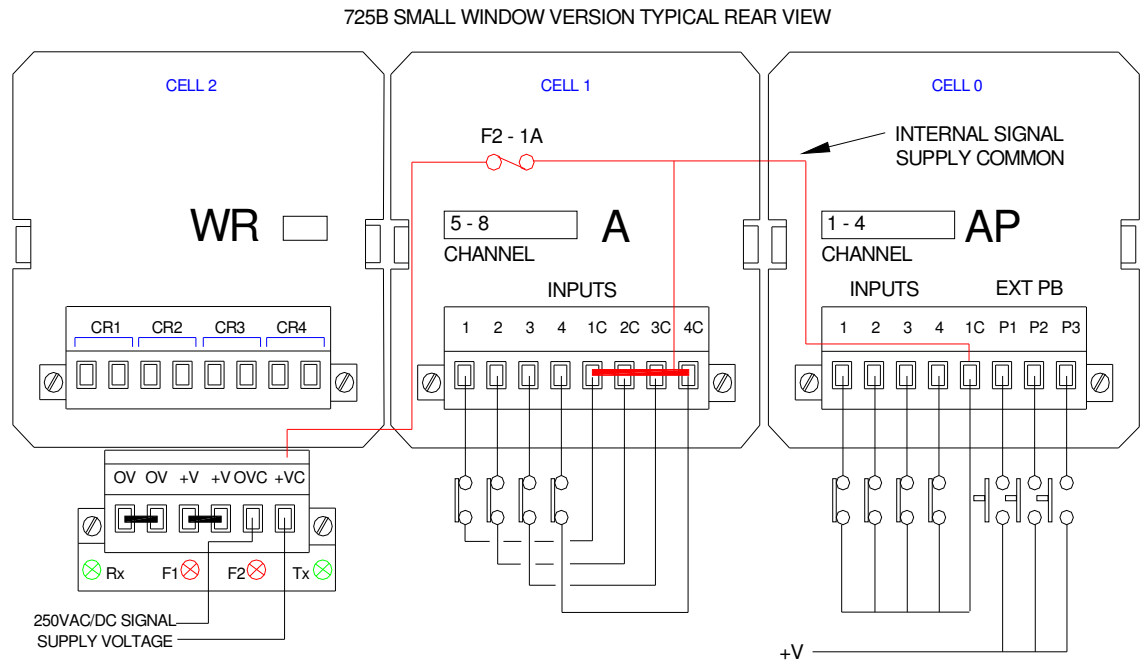 725B SMALL WINDOW VERSION TYPICAL REAR VIEW
CELL 2
CELL 1
CELL 0
F2 - 1A
INTERNAL SIGNAL
SUPPLY COMMON
WR
5 - 8
A
CHANNEL
1 - 4
AP
CHANNEL
INPUTS
INPUTS
EXT PB
CR1 CR2 CR3 CR4
1 2 3 4 1C 2C 3C 4C
1 2 3 4 1C P1 P2 P3
OV OV +V +V OVC +VC
Rx F1 F2 Tx
250VAC/DC SIGNAL
SUPPLY VOLTAGE
+V